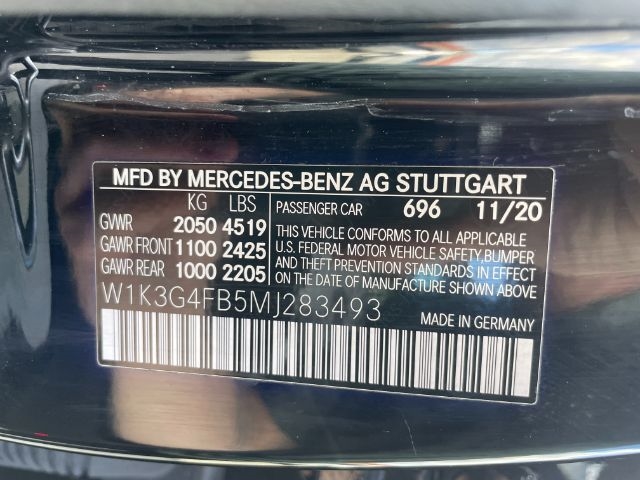 MFD BY MERCEDES-BENZ AG STUTTGART
KG LBS
GVWR 2050 4519
GAWR FRONT 1100 2425
GAWR REAR 1000 2205
PASSENGER CAR 696 11/20
THIS VEHICLE CONFORMS TO ALL APPLICABLE
U.S. FEDERAL MOTOR VEHICLE SAFETY,BUMPER
AND THEFT PREVENTION STANDARDS IN EFFECT
ON THE DATE OF MANUFACTURE SHOWN ABOVE.
W1K3G4FB5MJ283493
MADE IN GERMANY